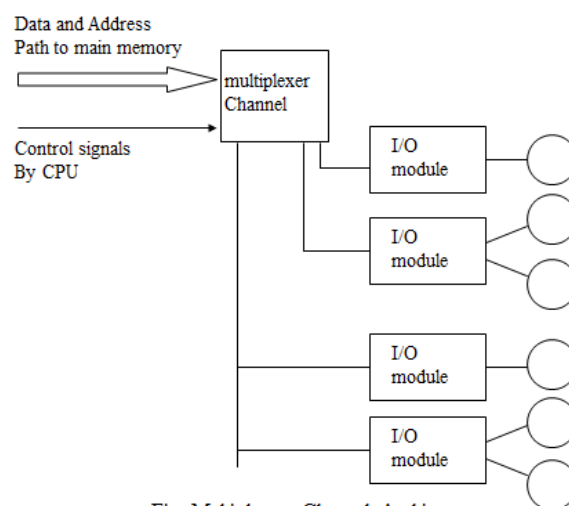 Data and Address
Path to main memory
multiplexer
Channel
Control signals
By CPU
I/O
module
I/O
module
I/O
module
I/O
module